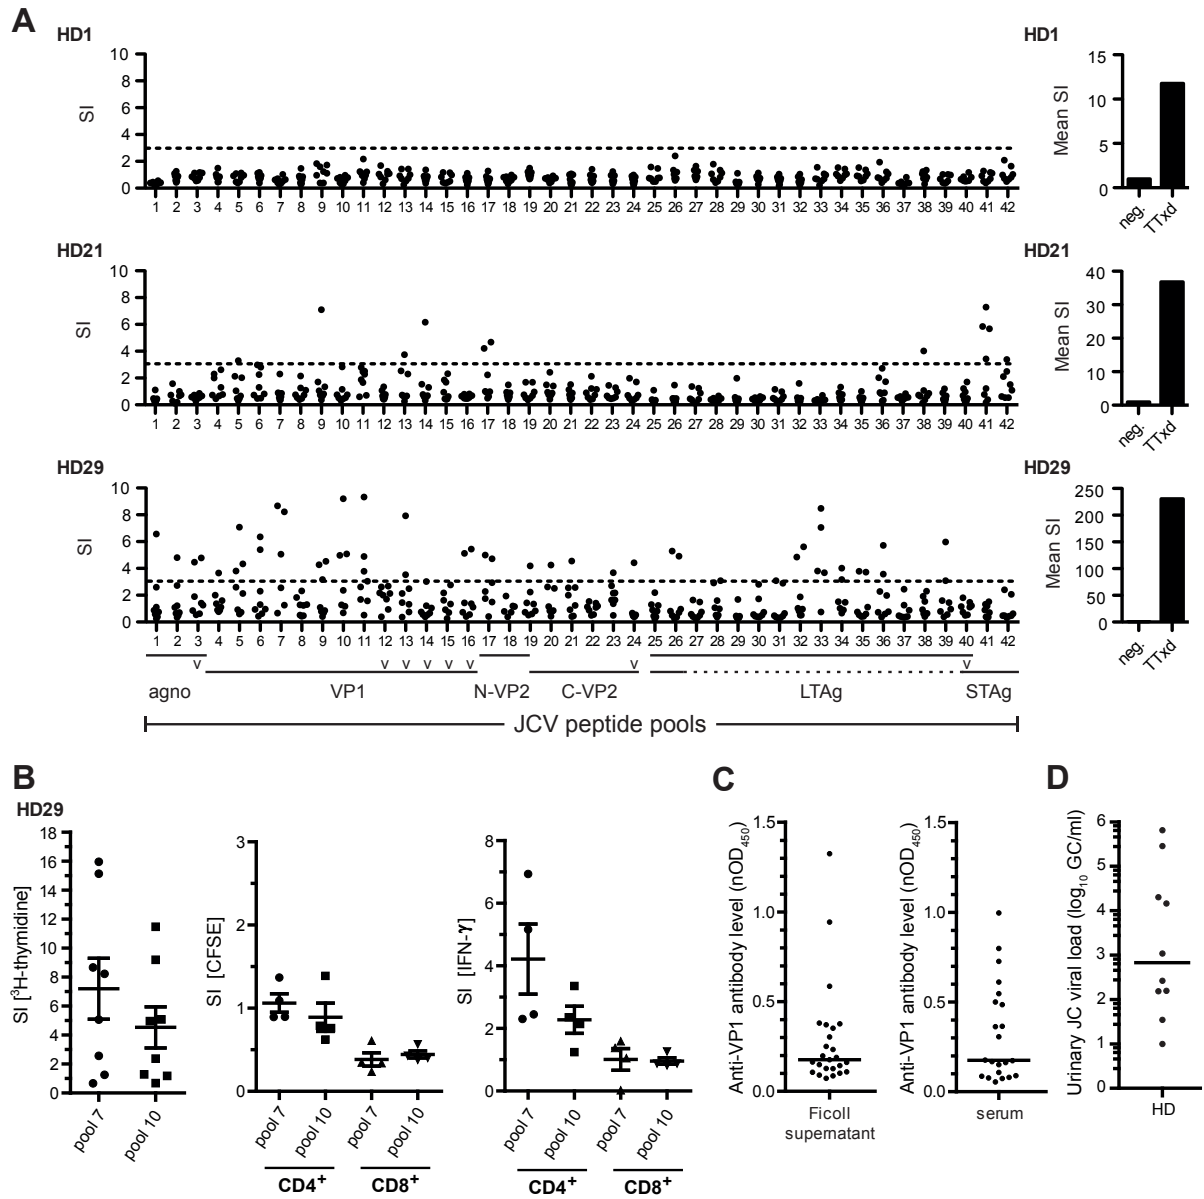 A
HD1
10
8
6
4
2
0
SI
1 2 3 4 5 6 7 8 9 10 11 12 13 14 15 16 17 18 19 20 21 22 23 24 25 26 27 28 29 30 31 32 33 34 35 36 37 38 39 40 41 42
HD1
15
10
5
0
Mean SI
neg. TTxd
HD21
10
8
6
4
2
0
SI
1 2 3 4 5 6 7 8 9 10 11 12 13 14 15 16 17 18 19 20 21 22 23 24 25 26 27 28 29 30 31 32 33 34 35 36 37 38 39 40 41 42
HD21
40
30
20
10
0
Mean SI
neg. TTxd
HD29
10
8
6
4
2
0
SI
1 2 3 4 5 6 7 8 9 10 11 12 13 14 15 16 17 18 19 20 21 22 23 24 25 26 27 28 29 30 31 32 33 34 35 36 37 38 39 40 41 42
v v v v v v v v
agno VP1 N-VP2 C-VP2 LTAg STAg
JCV peptide pools
HD29
250
200
150
100
50
0
Mean SI
neg. TTxd
B
HD29
18
16
14
12
10
8
6
4
2
0
SI [³H-thymidine]
pool 7 pool 10
3
2
1
0
SI [CFSE]
pool 7 pool 10 pool 7 pool 10
CD4⁺ CD8⁺
8
6
4
2
0
SI [IFN-γ]
pool 7 pool 10 pool 7 pool 10
CD4⁺ CD8⁺
C
1.5
1.0
0.5
0.0
Anti-VP1 antibody level (nOD₄₅₀)
Ficoll
supernatant
1.5
1.0
0.5
0.0
Anti-VP1 antibody level (nOD₄₅₀)
serum
D
6
5
4
3
2
1
0
Urinary JC viral load (log₁₀ GC/ml)
HD